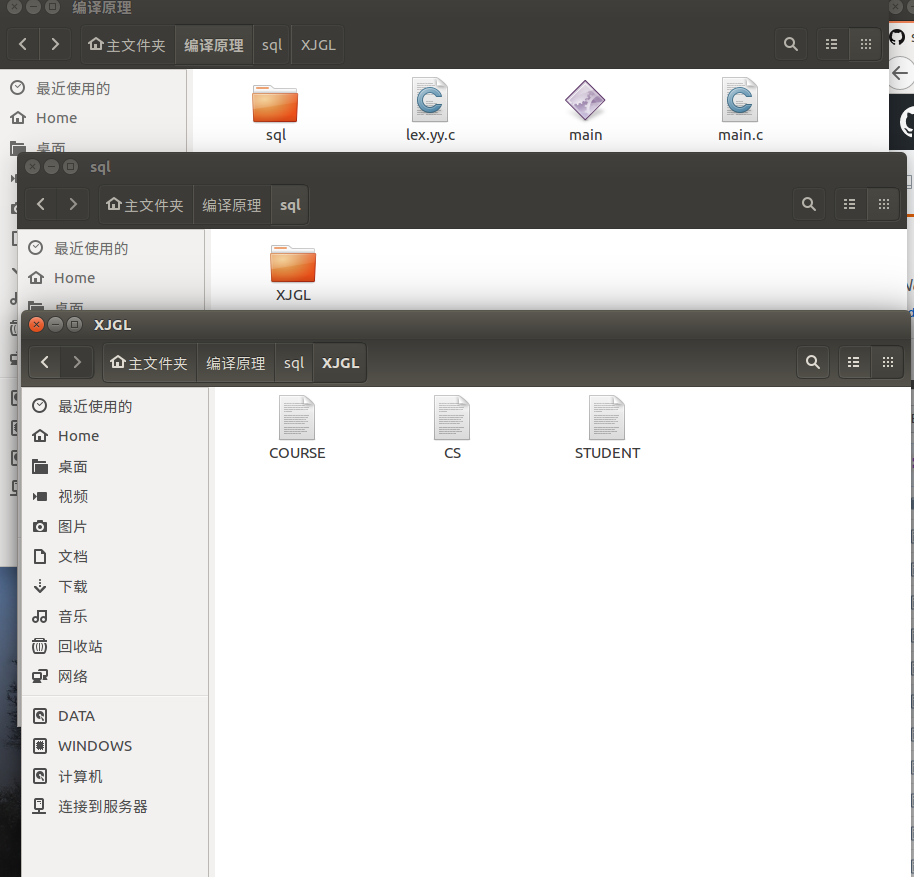 编译原理
主文件夹 编译原理 sql XJGL
最近使用的
Home
桌面
sql lex.yy.c main main.c
sql
主文件夹 编译原理 sql
最近使用的
Home
桌面
XJGL
XJGL
主文件夹 编译原理 sql XJGL
最近使用的
Home
桌面
视频
图片
文档
下载
音乐
回收站
网络
DATA
WINDOWS
计算机
连接到服务器
COURSE CS STUDENT